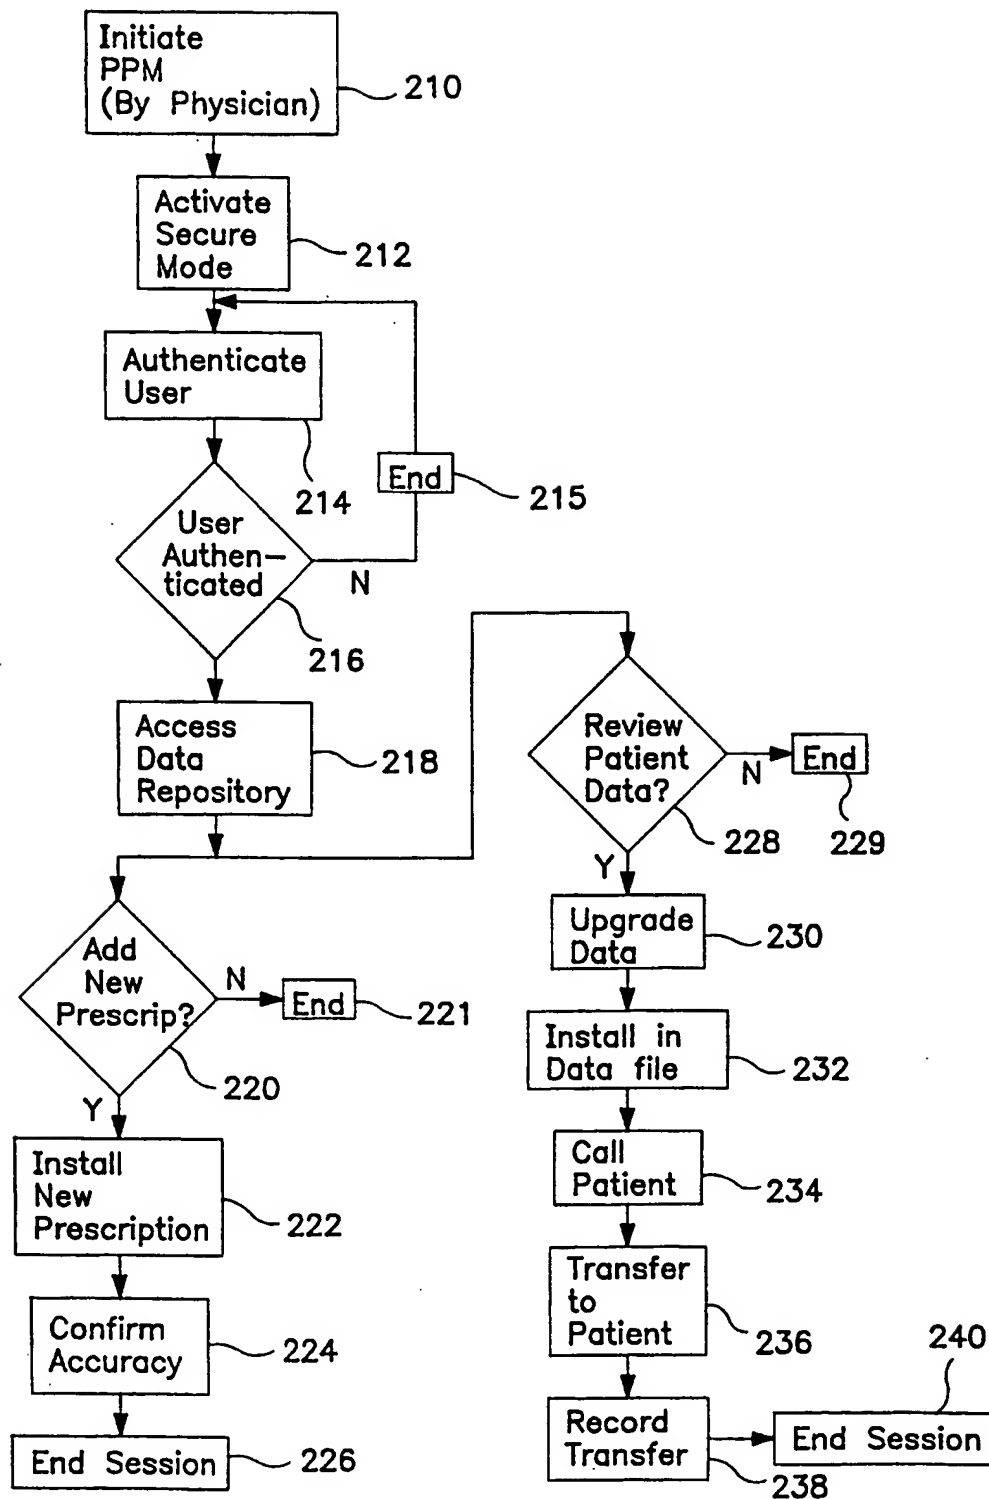 Initiate
PPM
(By Physician)
210
Activate
Secure
Mode
212
Authenticate
User
214
End
215
User
Authen-
ticated
N
216
Access
Data
Repository
218
Add
New
Prescrip?
N
End
221
220
Y
Install
New
Prescription
222
Confirm
Accuracy
224
End Session
226
Review
Patient
Data?
N
End
229
228
Y
Upgrade
Data
230
Install in
Data file
232
Call
Patient
234
Transfer
to
Patient
236
Record
Transfer
238
End Session
240